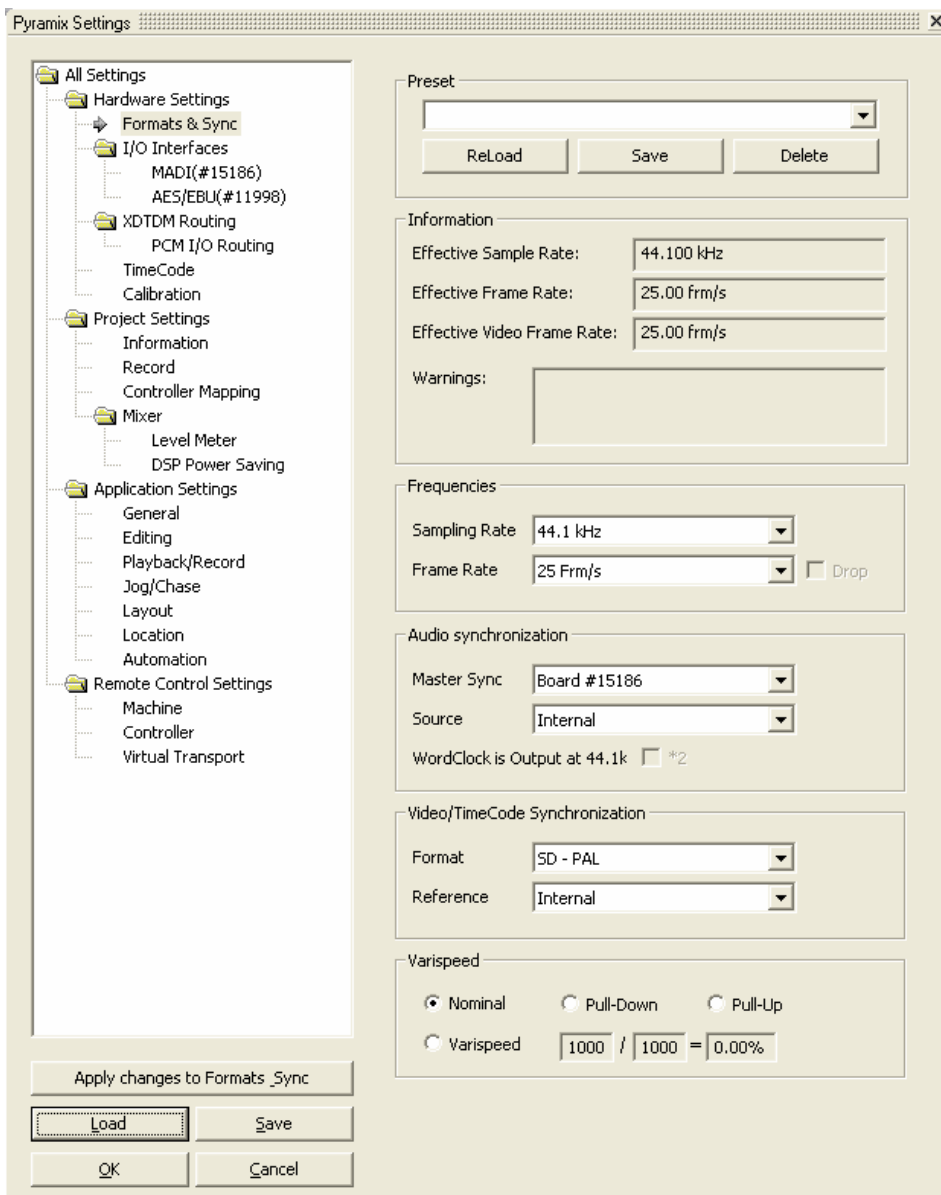 Pyramix Settings
All Settings
Hardware Settings
Formats & Sync
I/O Interfaces
MADI(#15186)
AES/EBU(#11998)
XDTDM Routing
PCM I/O Routing
TimeCode
Calibration
Project Settings
Information
Record
Controller Mapping
Mixer
Level Meter
DSP Power Saving
Application Settings
General
Editing
Playback/Record
Jog/Chase
Layout
Location
Automation
Remote Control Settings
Machine
Controller
Virtual Transport
Apply changes to Formats _Sync
Load Save
OK Cancel
Preset
ReLoad Save Delete
Information
Effective Sample Rate: 44.100 kHz
Effective Frame Rate: 25.00 frm/s
Effective Video Frame Rate: 25.00 frm/s
Warnings:
Frequencies
Sampling Rate 44.1 kHz
Frame Rate 25 Frm/s Drop
Audio synchronization
Master Sync Board #15186
Source Internal
WordClock is Output at 44.1k *2
Video/TimeCode Synchronization
Format SD - PAL
Reference Internal
Varispeed
Nominal Pull-Down Pull-Up
Varispeed 1000 / 1000 = 0.00%